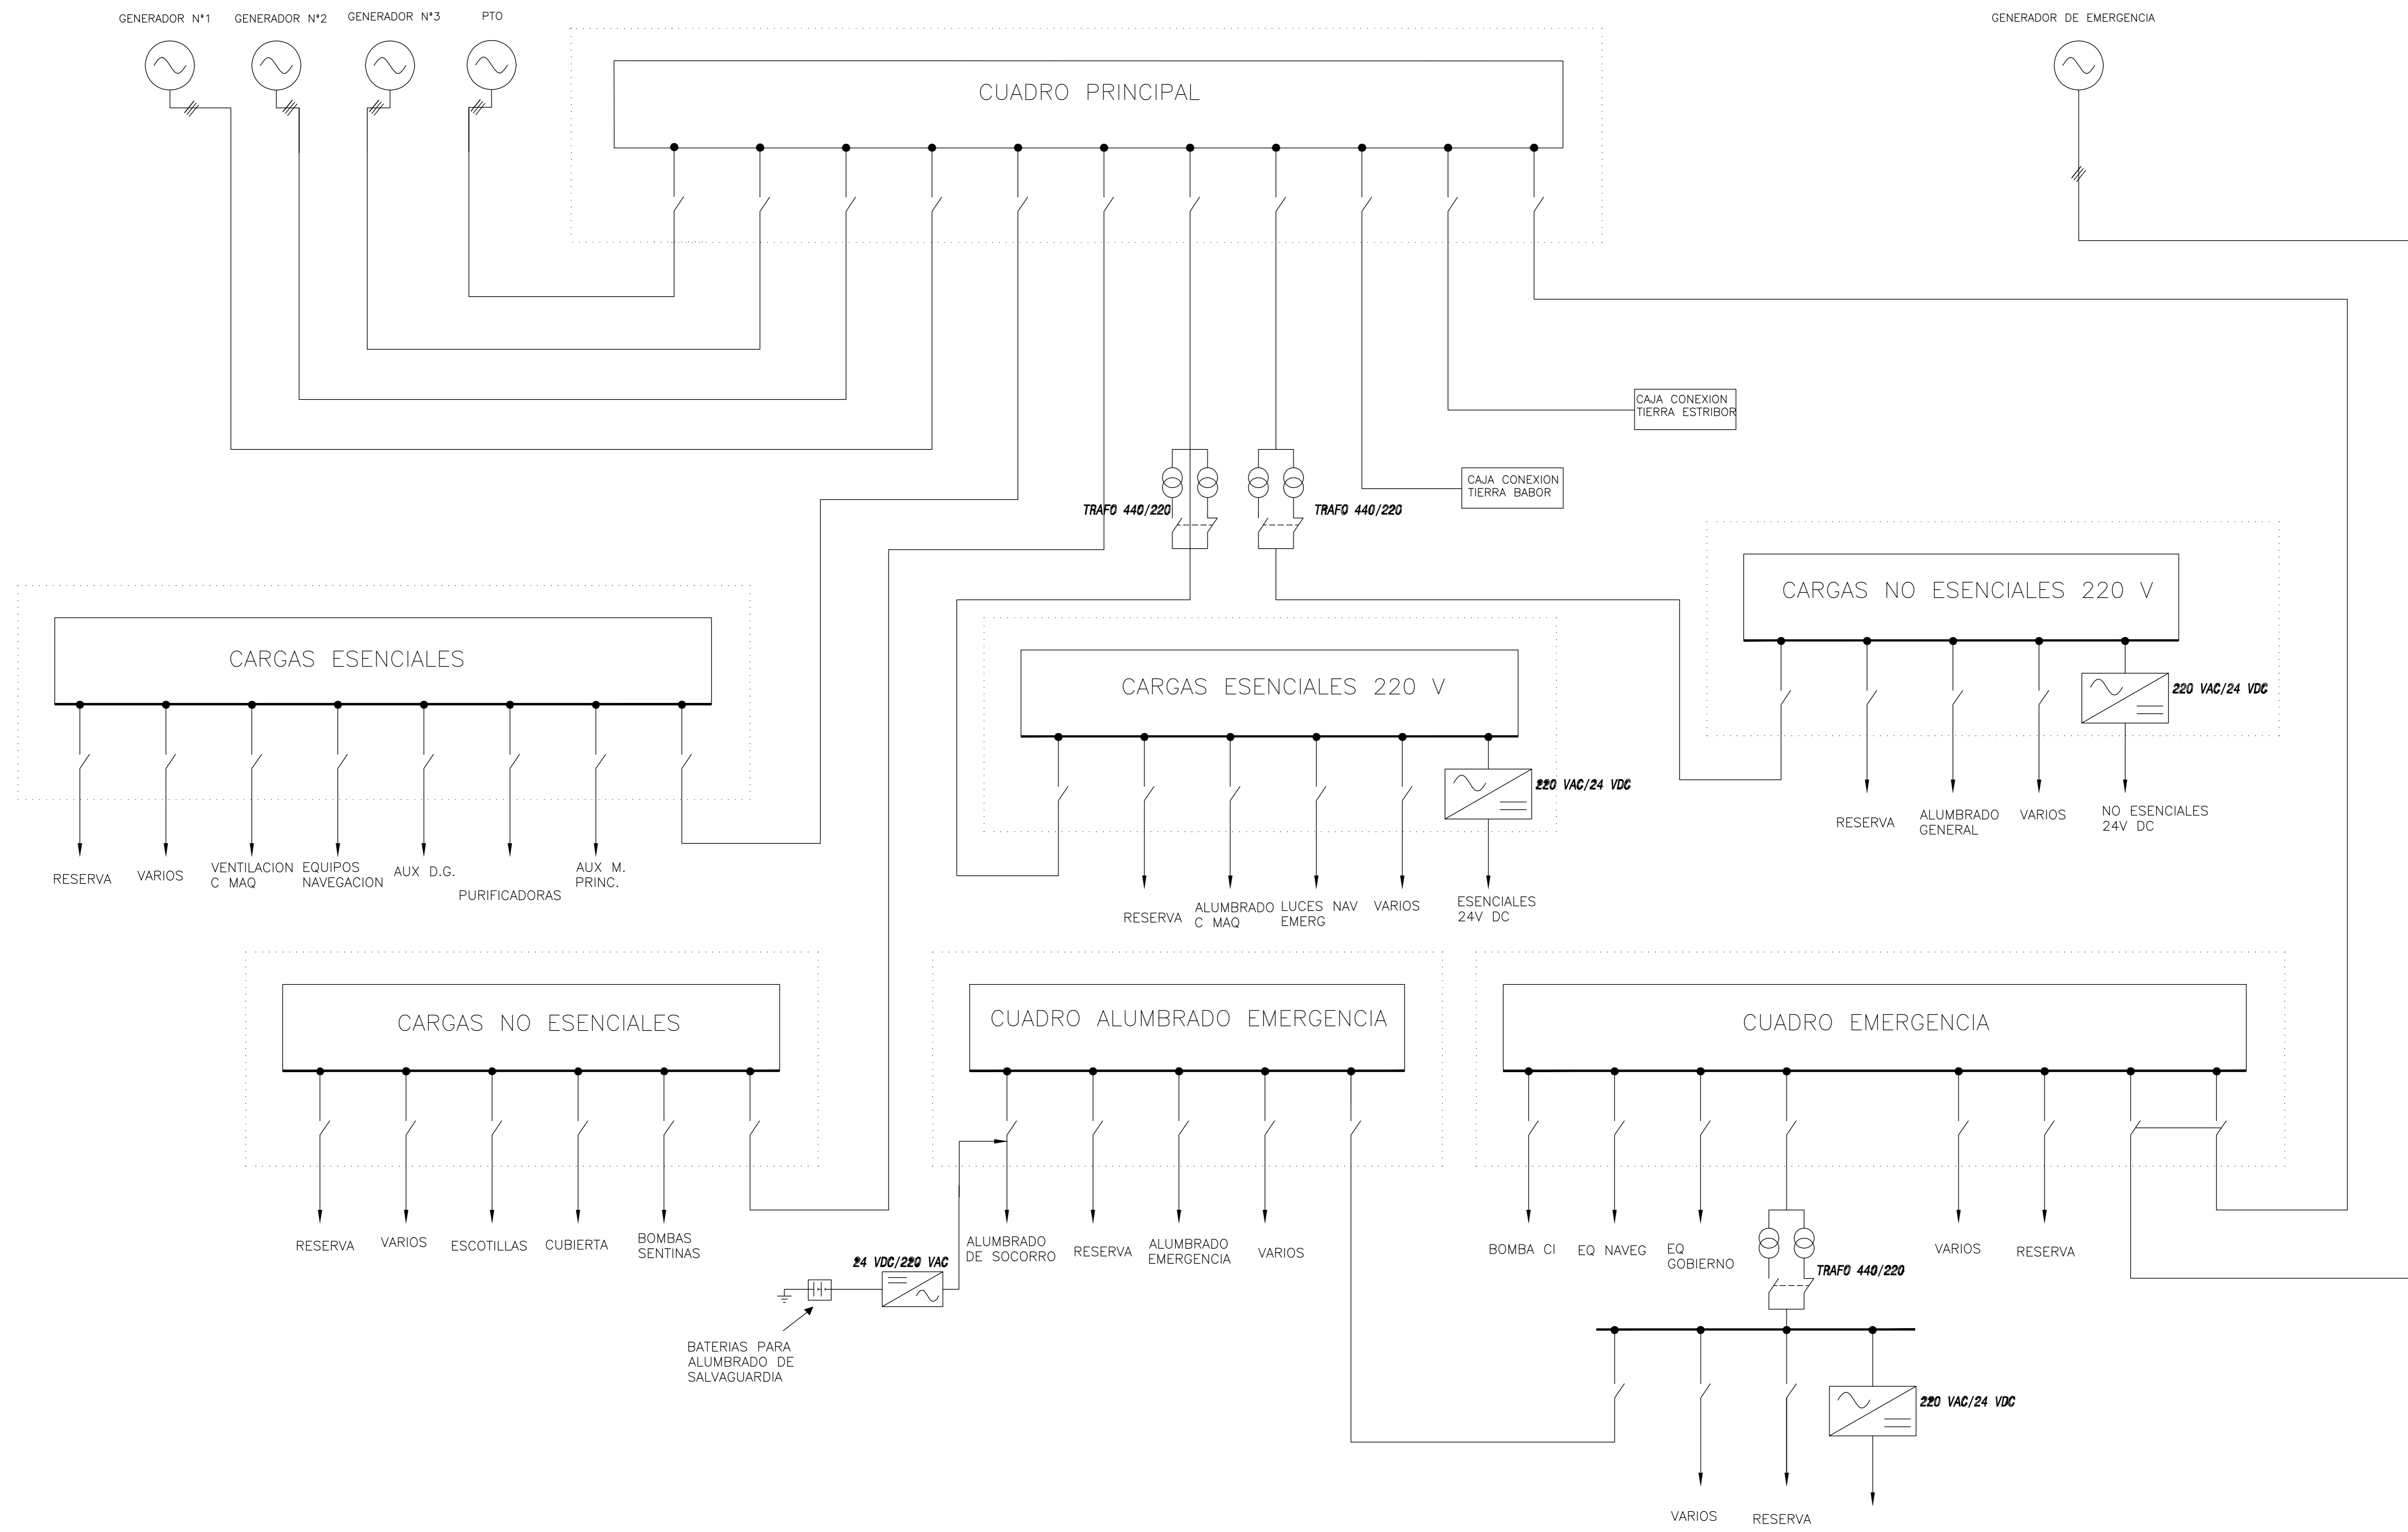 GENERADOR Nº1
GENERADOR Nº2
GENERADOR Nº3
PTO
GENERADOR DE EMERGENCIA
CUADRO PRINCIPAL
CAJA CONEXION
TIERRA ESTRIBOR
CAJA CONEXION
TIERRA BABOR
TRAFO 440/220
TRAFO 440/220
CARGAS NO ESENCIALES 220 V
220 VAC/24 VDC
RESERVA
ALUMBRADO
GENERAL
VARIOS
NO ESENCIALES
24V DC
CARGAS ESENCIALES
RESERVA
VARIOS
VENTILACION
C MAQ
EQUIPOS
NAVEGACION
AUX D.G.
PURIFICADORAS
AUX M.
PRINC.
CARGAS ESENCIALES 220 V
220 VAC/24 VDC
RESERVA
ALUMBRADO
C MAQ
LUCES NAV
EMERG
VARIOS
ESENCIALES
24V DC
CARGAS NO ESENCIALES
RESERVA
VARIOS
ESCOTILLAS
CUBIERTA
BOMBAS
SENTINAS
CUADRO ALUMBRADO EMERGENCIA
ALUMBRADO
DE SOCORRO
RESERVA
ALUMBRADO
EMERGENCIA
VARIOS
24 VDC/220 VAC
BATERIAS PARA
ALUMBRADO DE
SALVAGUARDIA
CUADRO EMERGENCIA
BOMBA CI
EQ NAVEG
EQ
GOBIERNO
TRAFO 440/220
VARIOS
RESERVA
220 VAC/24 VDC
VARIOS
RESERVA